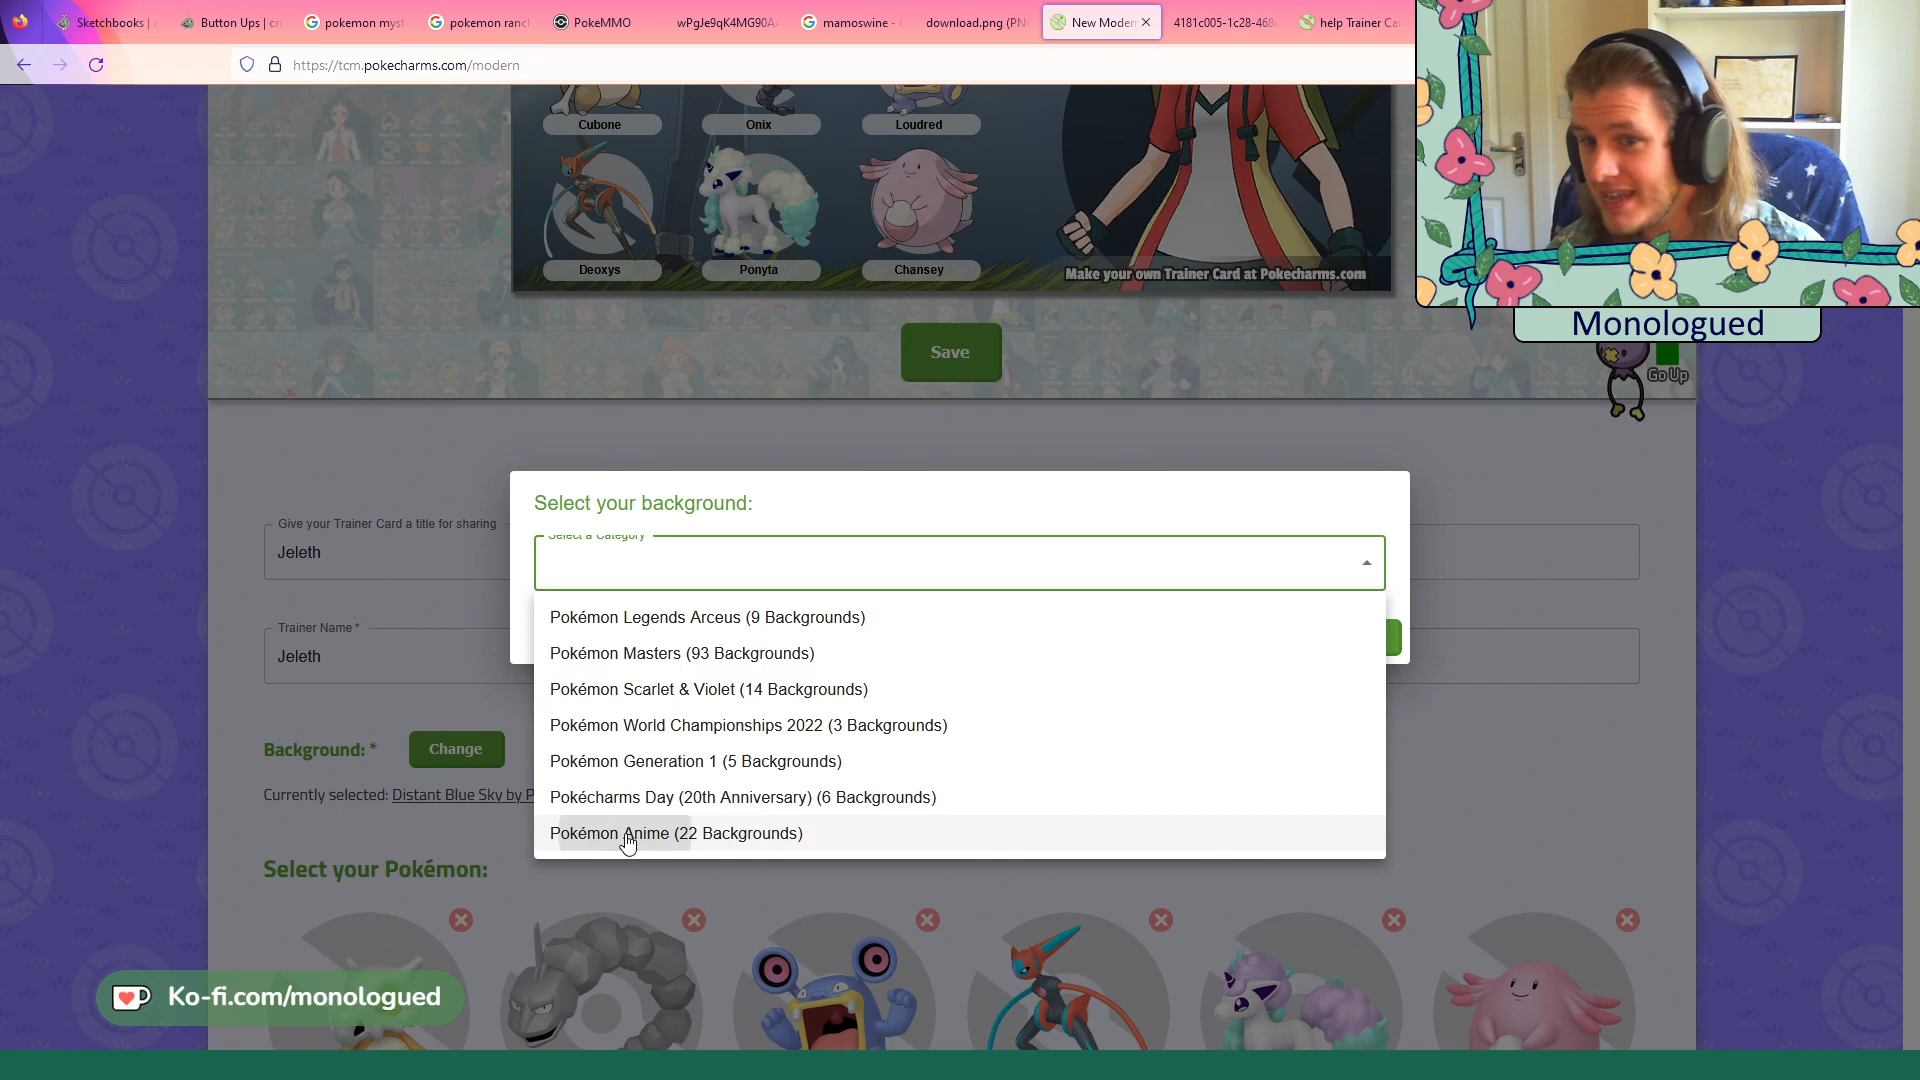 Sketchbooks |
Button Ups |
pokemon myst
pokemon ranc
PokeMMO
wPgJe9qK4MG90A
mamoswine -
download.png (PN
New Modern
4181c005-1c28-468
help Trainer Ca
https://tcm.pokecharms.com/modern
Cubone
Onix
Loudred
Deoxys
Ponyta
Chansey
Make your own Trainer Card at Pokecharms.com
Monologued
Save
Go Up
Select your background:
Select a Category
Give your Trainer Card a title for sharing
Jeleth
Pokémon Legends Arceus (9 Backgrounds)
Trainer Name *
Jeleth
Pokémon Masters (93 Backgrounds)
Pokémon Scarlet & Violet (14 Backgrounds)
Pokémon World Championships 2022 (3 Backgrounds)
Background: *
Change
Pokémon Generation 1 (5 Backgrounds)
Currently selected: Distant Blue Sky by P
Pokécharms Day (20th Anniversary) (6 Backgrounds)
Pokémon Anime (22 Backgrounds)
Select your Pokémon:
Ko-fi.com/monologued